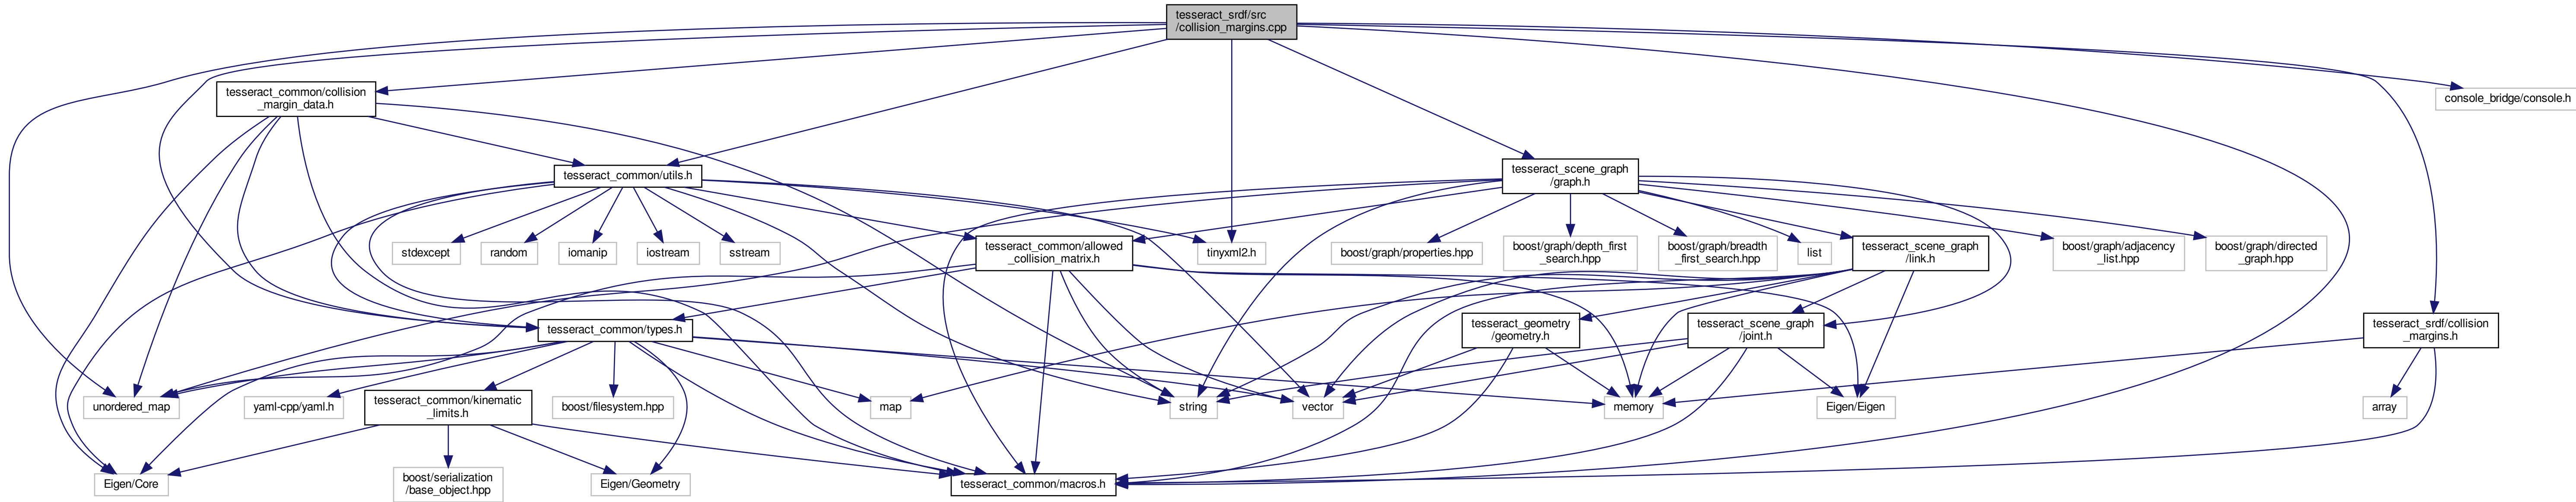 tesseract_srdf/src
/collision_margins.cpp
tesseract_common/collision
_margin_data.h
console_bridge/console.h
tesseract_common/utils.h
tesseract_scene_graph
/graph.h
stdexcept
random
iomanip
iostream
sstream
tesseract_common/allowed
_collision_matrix.h
tinyxml2.h
boost/graph/properties.hpp
boost/graph/depth_first
_search.hpp
boost/graph/breadth
_first_search.hpp
list
tesseract_scene_graph
/link.h
boost/graph/adjacency
_list.hpp
boost/graph/directed
_graph.hpp
tesseract_common/types.h
tesseract_geometry
/geometry.h
tesseract_scene_graph
/joint.h
tesseract_srdf/collision
_margins.h
unordered_map
yaml-cpp/yaml.h
tesseract_common/kinematic
_limits.h
boost/filesystem.hpp
map
string
vector
memory
Eigen/Eigen
array
Eigen/Core
boost/serialization
/base_object.hpp
Eigen/Geometry
tesseract_common/macros.h